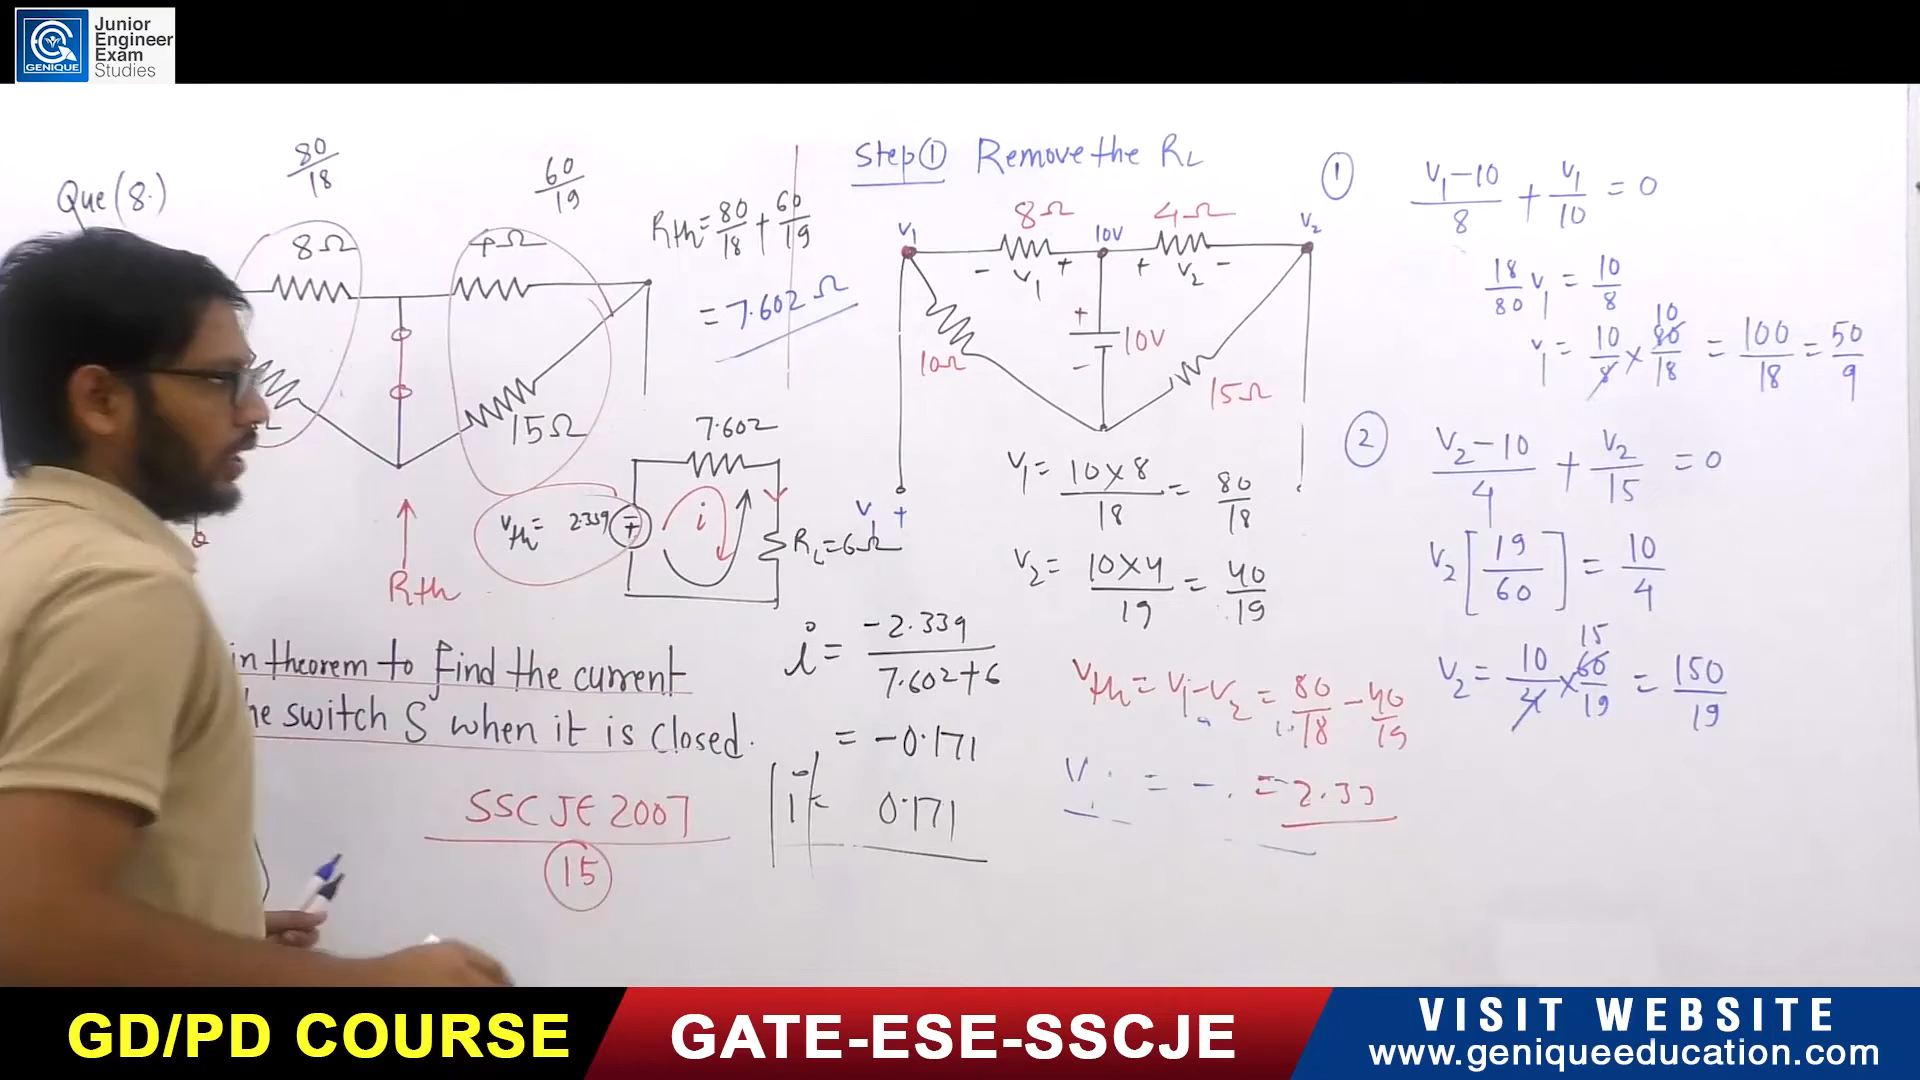 Junior
Engineer
Exam
Studies
GENIQUE
Que(8.)
80/18
60/19
8Ω
4Ω
15Ω
Rth
Rth = 80/18 + 60/19
= 7.602 Ω
7.602
Vth = 2.339
i
RL=6Ω
in theorem to find the current
he switch S when it is closed.
SSC JE 2007
15
i = -2.339/7.602+6
= -0.171
0.171
Step ① Remove the RL
V1 8Ω 10V 4Ω V2
- V1 + + V2 -
10Ω
+ 10V -
15Ω
+
V1 = 10×8/18 = 80/18
V2 = 10×4/19 = 40/19
Vth = V1-V2 = 80/18 - 40/19
= 2.33
① V1-10/8 + V1/10 = 0
18/80 V1 = 10/8
V1 = 10/8 × 80/18 = 100/18 = 50/9
10
② V2-10/4 + V2/15 = 0
V2 [19/60] = 10/4
V2 = 10/4 × 60/19 = 150/19
15
GD/PD COURSE
GATE-ESE-SSCJE
VISIT WEBSITE
www.geniqueeducation.com